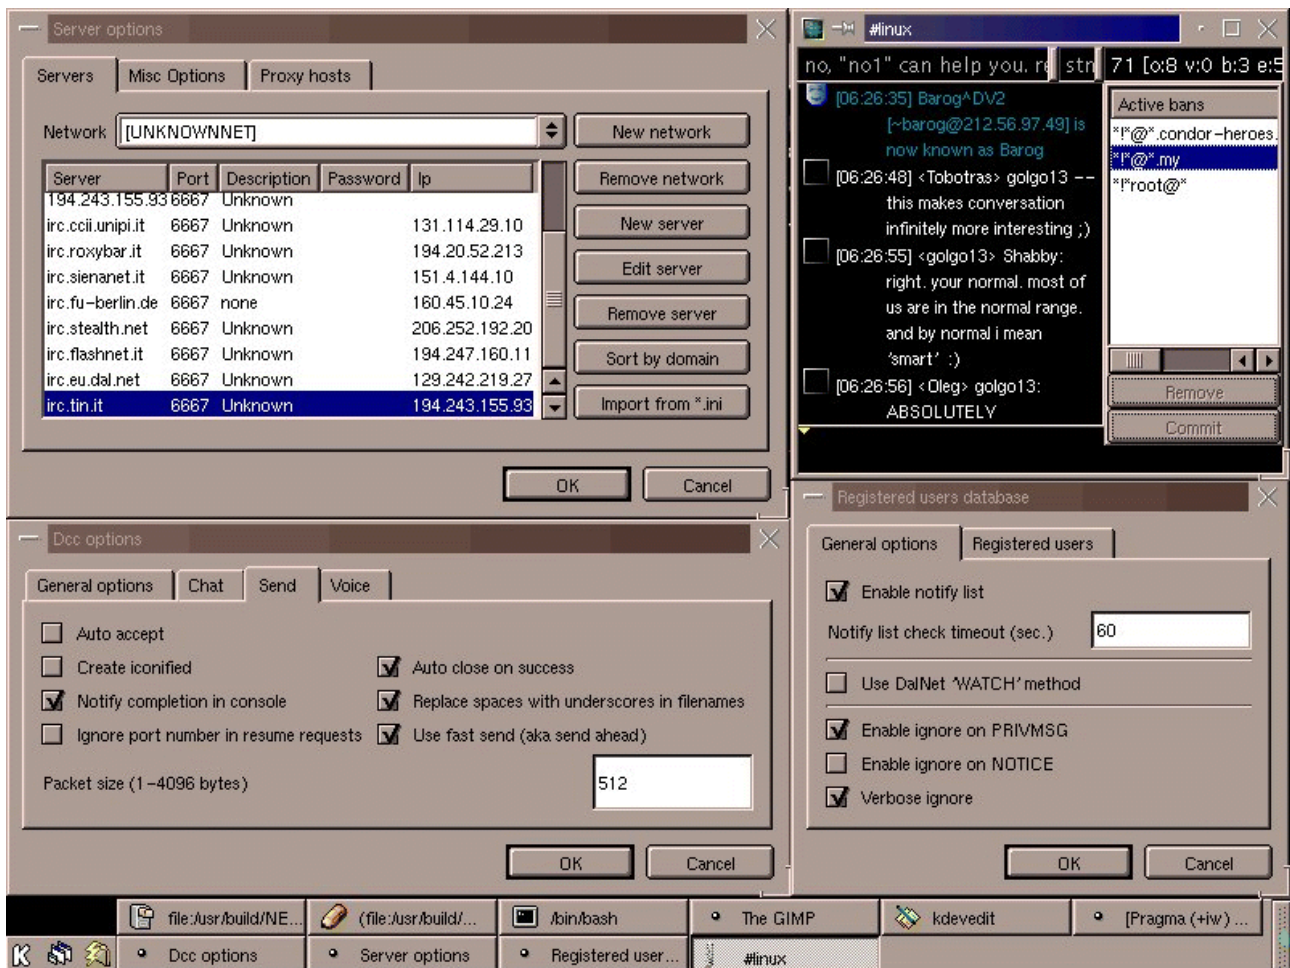 Server options
Servers Misc Options Proxy hosts
Network [UNKNOWNNET] New network
Server Port Description Password Ip Remove network
194.243.155.93 6667 Unknown
irc.ccii.unipi.it 6667 Unknown 131.114.29.10 New server
irc.roxybar.it 6667 Unknown 194.20.52.213
irc.sienanet.it 6667 Unknown 151.4.144.10 Edit server
irc.fu-berlin.de 6667 none 160.45.10.24
irc.stealth.net 6667 Unknown 206.252.192.20 Remove server
irc.flashnet.it 6667 Unknown 194.247.160.11 Sort by domain
irc.eu.dal.net 6667 Unknown 129.242.219.27
irc.tin.it 6667 Unknown 194.243.155.93 Import from *.ini
OK Cancel
#linux
no, "no1" can help you. 71 [o:8 v:0 b:3 e:5
[06:26:35] Barog^DV2
[~barog@212.56.97.49] is
now known as Barog
[06:26:48] <Tobotras> golgo13 --
this makes conversation
infinitely more interesting ;)
[06:26:55] <golgo13> Shabby:
right. your normal. most of
us are in the normal range.
and by normal i mean
'smart' :)
[06:26:56] <Oleg> golgo13:
ABSOLUTELY
Active bans
*!*@*.condor-heroes.
*!*@*.my
*!*root@*
Remove
Commit
Dcc options
General options Chat Send Voice
Auto accept
Create iconified Auto close on success
Notify completion in console Replace spaces with underscores in filenames
Ignore port number in resume requests Use fast send (aka send ahead)
Packet size (1-4096 bytes) 512
OK Cancel
Registered users database
General options Registered users
Enable notify list
Notify list check timeout (sec.) 60
Use DalNet 'WATCH' method
Enable ignore on PRIVMSG
Enable ignore on NOTICE
Verbose ignore
OK Cancel
file:/usr/build/NE... (file:/usr/build/... /bin/bash The GIMP kdevedit [Pragma (+iw) ...
K Dcc options Server options Registered user... #linux